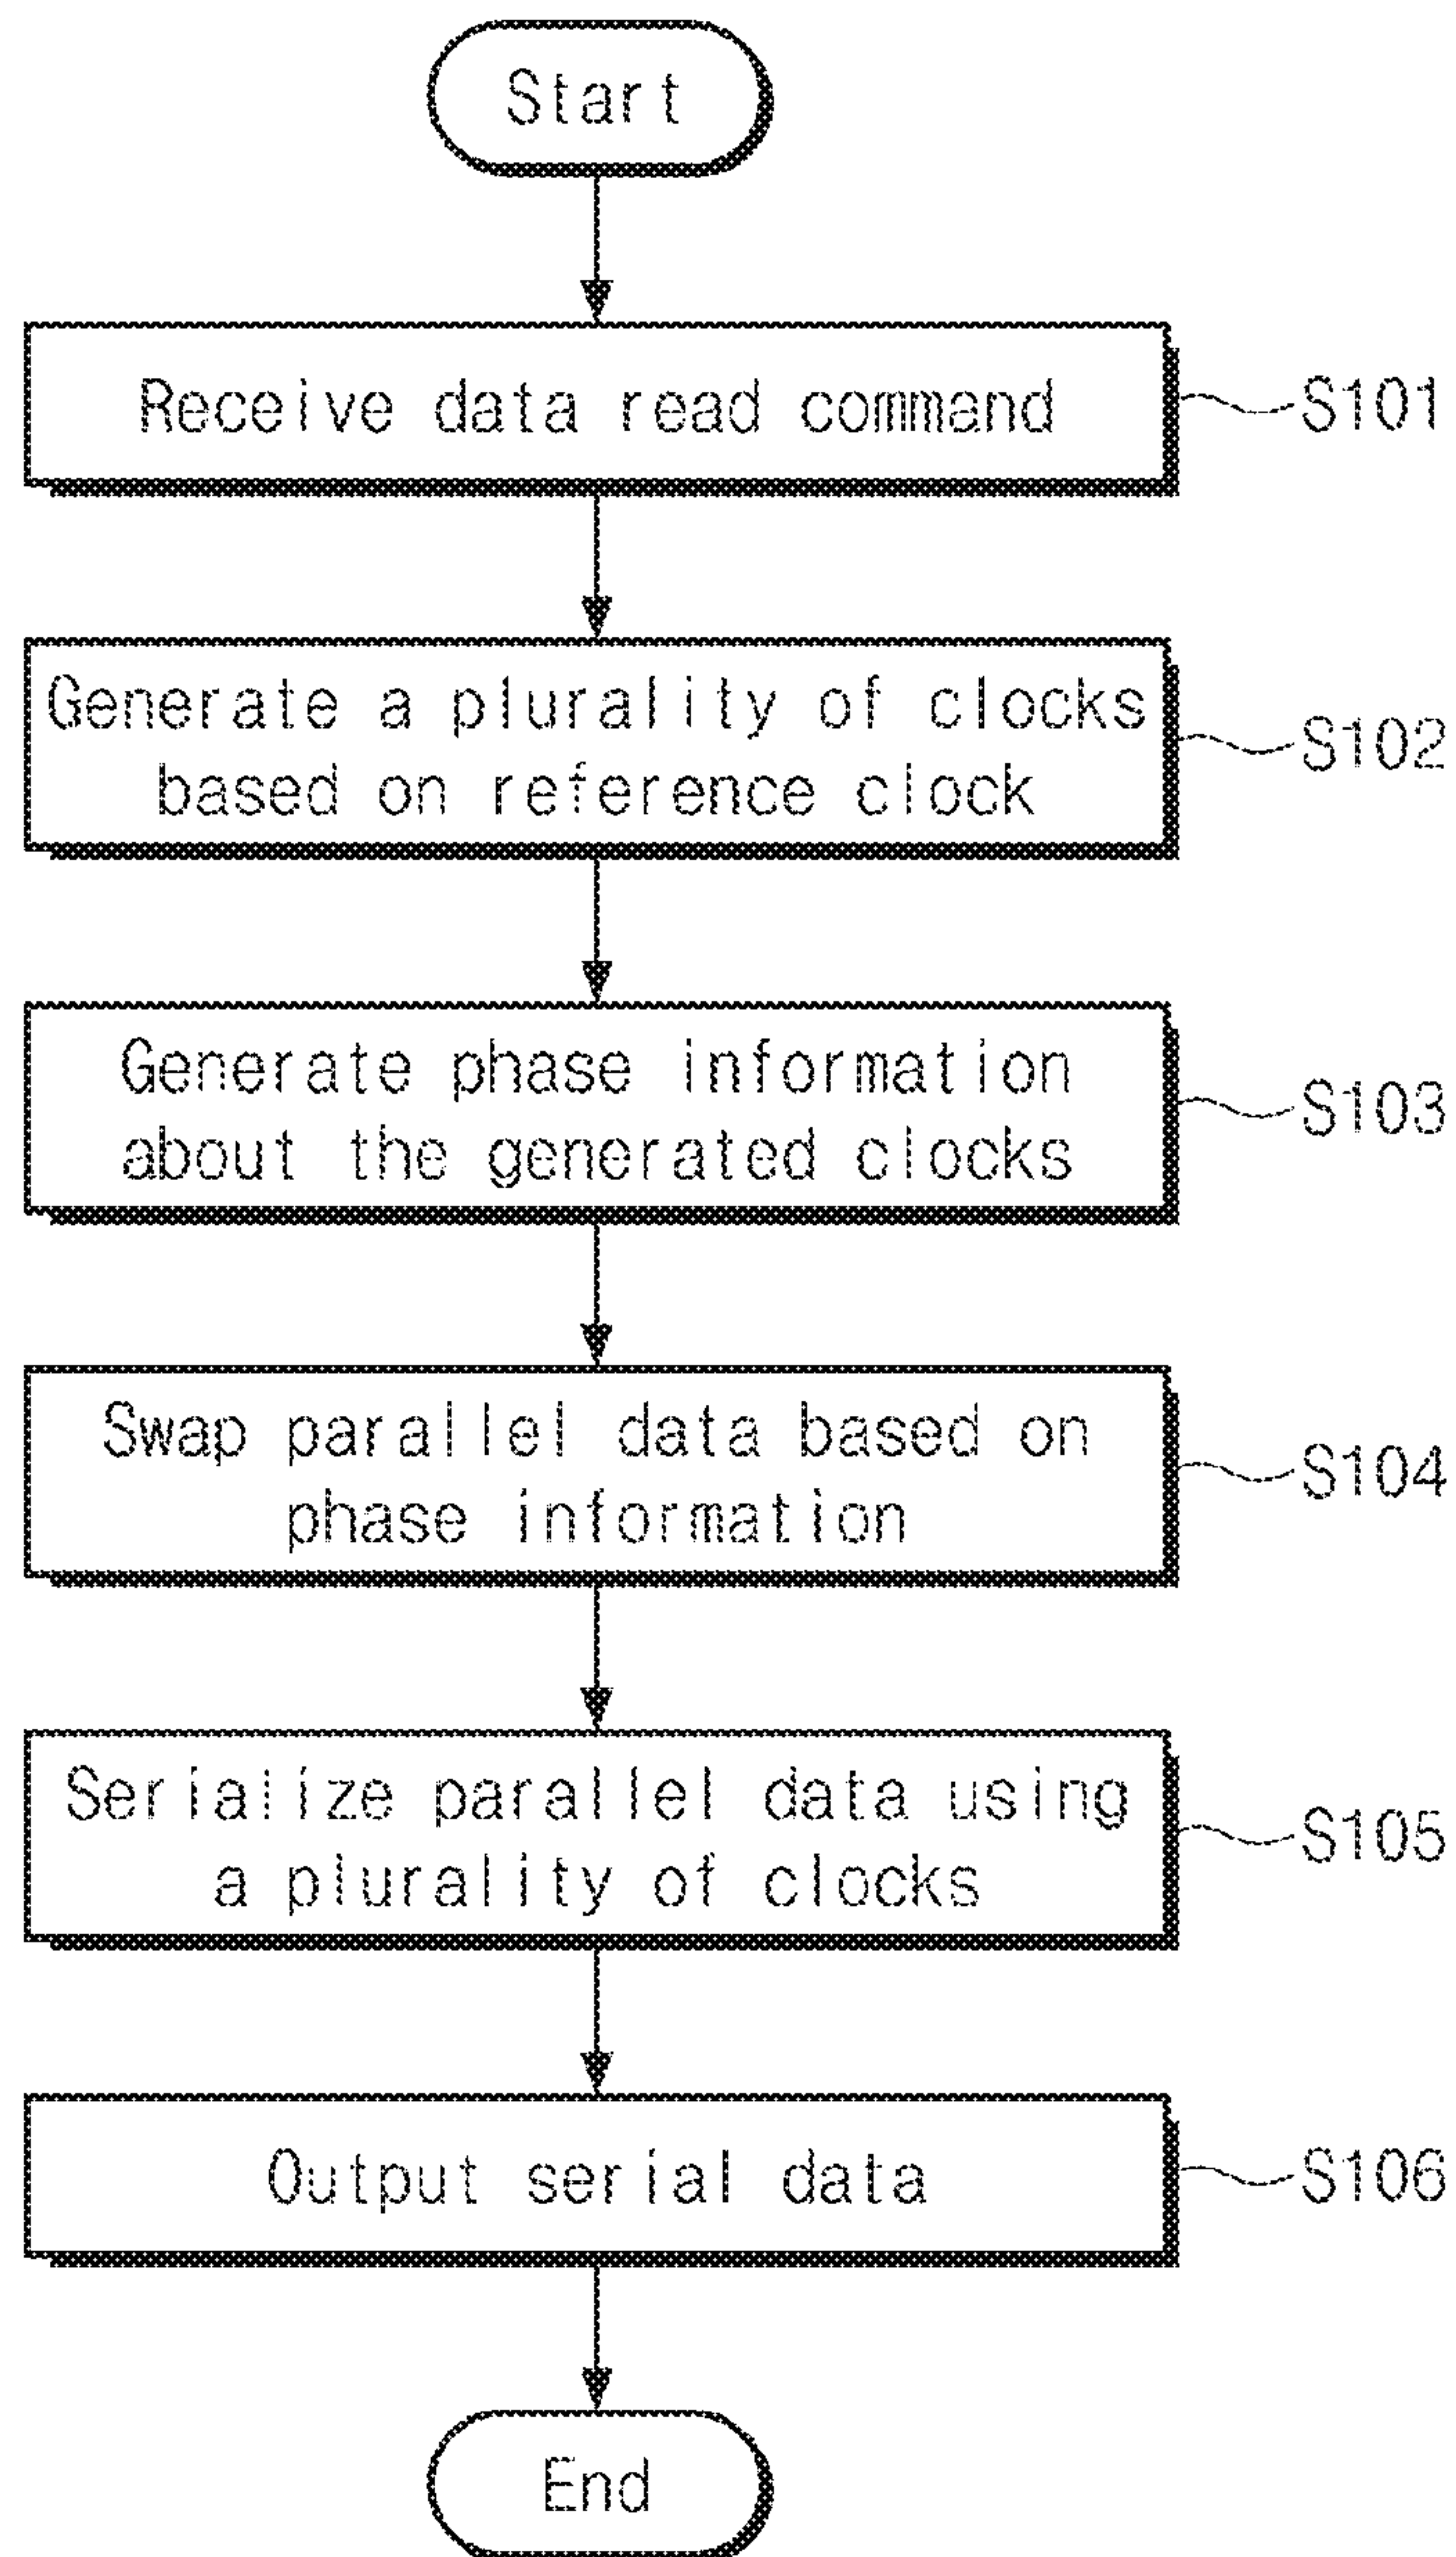 Start
Receive data read command
S101
Generate a plurality of clocks
based on reference clock
S102
Generate phase information
about the generated clocks
S103
Swap parallel data based on
phase information
S104
Serialize parallel data using
a plurality of clocks
S105
Output serial data
S106
End